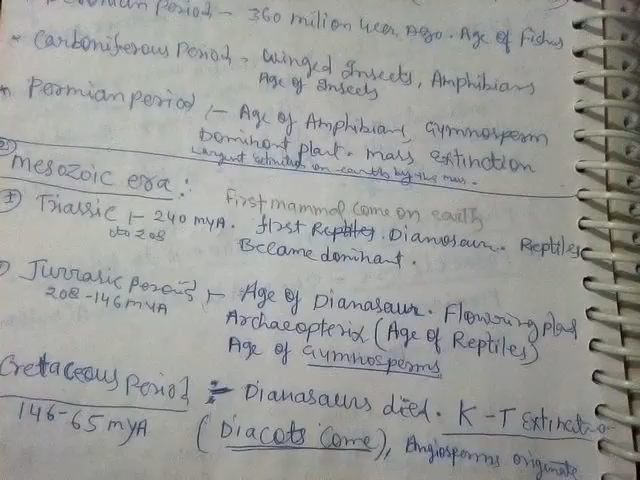 Period - 360 milion year Ago. Age of Fishes
* Carboniferous Period - Winged Insects, Amphibians
Age of Insects
* Permian period :- Age of Amphibians, Gymnosperm
Dominant plant. Mass extinction
Largest extinction on earth by the mass.
② Mesozoic era:
First mammal come on earth
① Triassic :- 240 mYA. first Reptiles. Dianosaur. Reptiles
to 208
Became dominant.
Jurrasic Peroid :- Age of Dianasaur. Flowering plant
208-146 mYA
Archaeopterix (Age of Reptiles)
Age of Gymnosperms
Cretaceous Period :- Dianasaurs died. K-T Extinction
146-65 mYA
(Diacots Come), Angiosperms originate